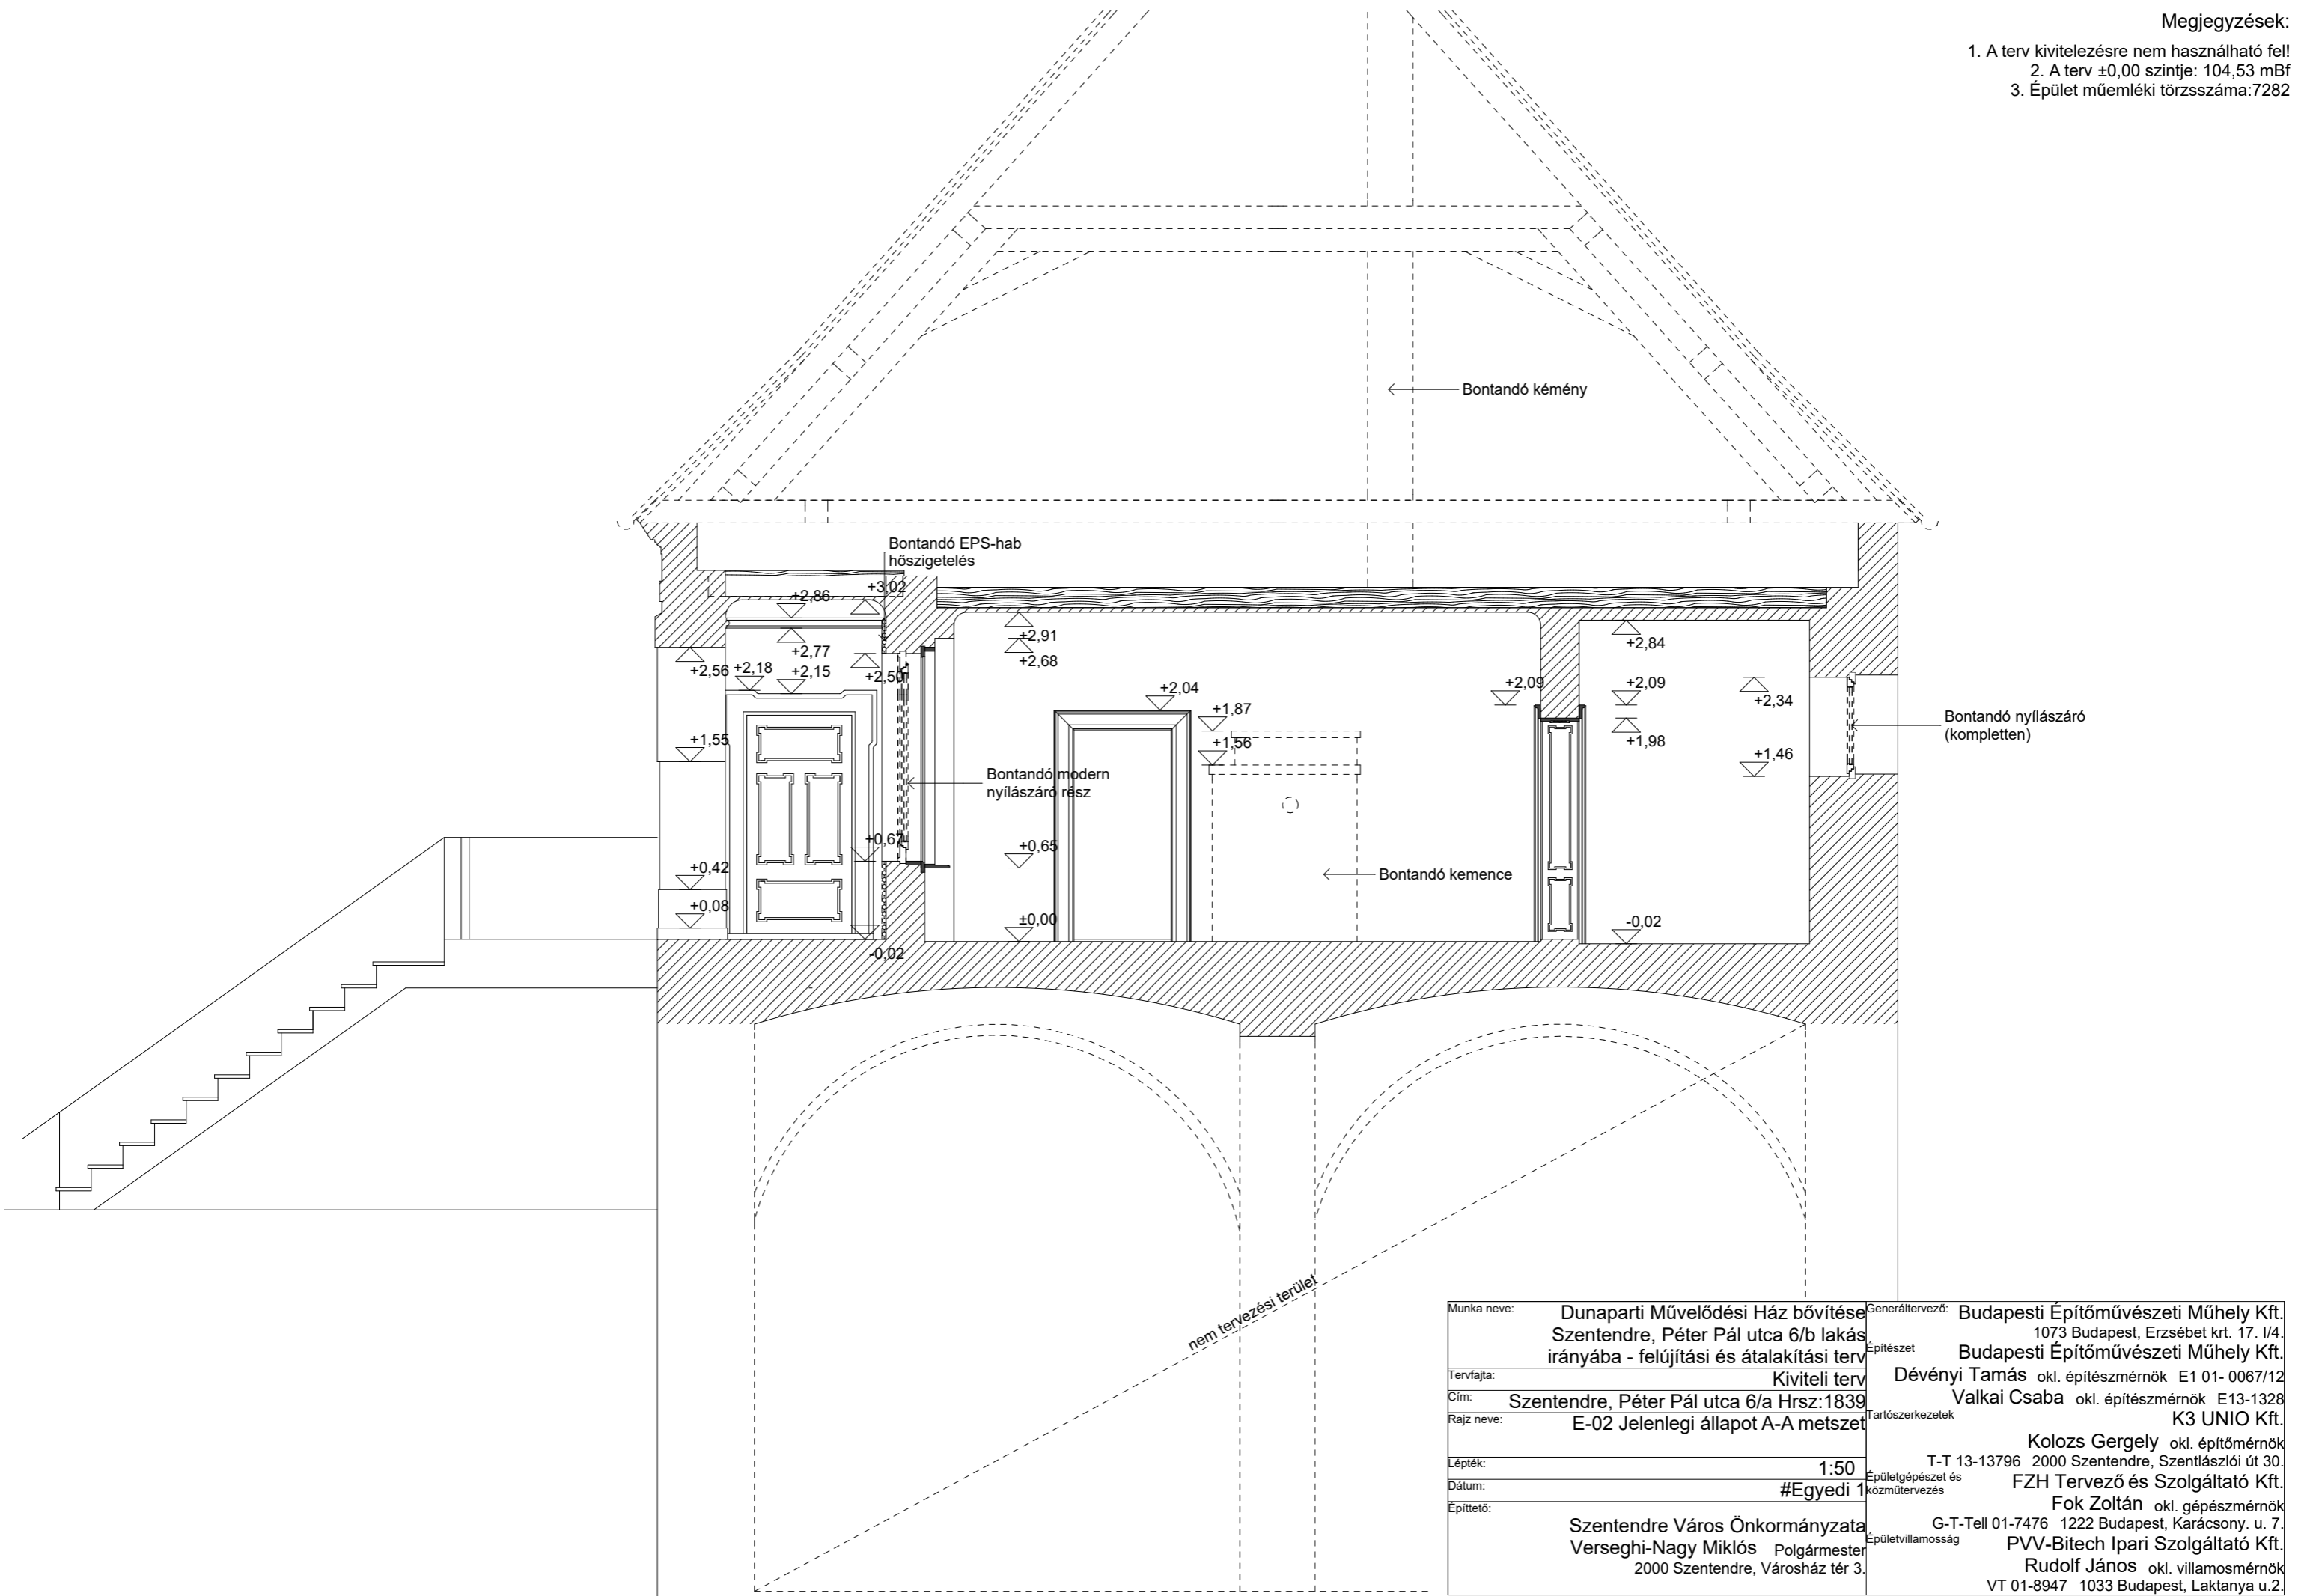 Megjegyzések:
1. A terv kivitelezésre nem használható fel!
2. A terv ±0,00 szintje: 104,53 mBf
3. Épület műemléki törzsszáma:7282
Bontandó kémény
Bontandó EPS-hab
hőszigetelés
+3,02
+2,86
+2,91
+2,77
+2,68
+2,84
+2,56
+2,18
+2,15
+2,50
+2,04
+2,09
+2,09
+2,34
+1,87
+1,98
Bontandó nyílászáró
(kompletten)
+1,55
+1,56
+1,46
Bontandó modern
nyílászáró rész
+0,67
+0,65
+0,42
Bontandó kemence
+0,08
±0,00
-0,02
-0,02
nem tervezési terület
Munka neve: Dunaparti Művelődési Ház bővítése
Szentendre, Péter Pál utca 6/b lakás
irányába - felújítási és átalakítási terv
Tervfajta: Kiviteli terv
Cím: Szentendre, Péter Pál utca 6/a Hrsz:1839
Rajz neve: E-02 Jelenlegi állapot A-A metszet
Lépték: 1:50
Dátum: #Egyedi 1
Építtető:
Szentendre Város Önkormányzata
Verseghi-Nagy Miklós Polgármester
2000 Szentendre, Városház tér 3.
Generáltervező: Budapesti Építőművészeti Műhely Kft.
1073 Budapest, Erzsébet krt. 17. I/4.
Építészet Budapesti Építőművészeti Műhely Kft.
Dévényi Tamás okl. építészmérnök E1 01- 0067/12
Valkai Csaba okl. építészmérnök E13-1328
Tartószerkezetek K3 UNIO Kft.
Kolozs Gergely okl. építőmérnök
T-T 13-13796 2000 Szentendre, Szentlászlói út 30.
Épületgépészet és
közműtervezés FZH Tervező és Szolgáltató Kft.
Fok Zoltán okl. gépészmérnök
G-T-Tell 01-7476 1222 Budapest, Karácsony. u. 7.
Épületvillamosság PVV-Bitech Ipari Szolgáltató Kft.
Rudolf János okl. villamosmérnök
VT 01-8947 1033 Budapest, Laktanya u.2.